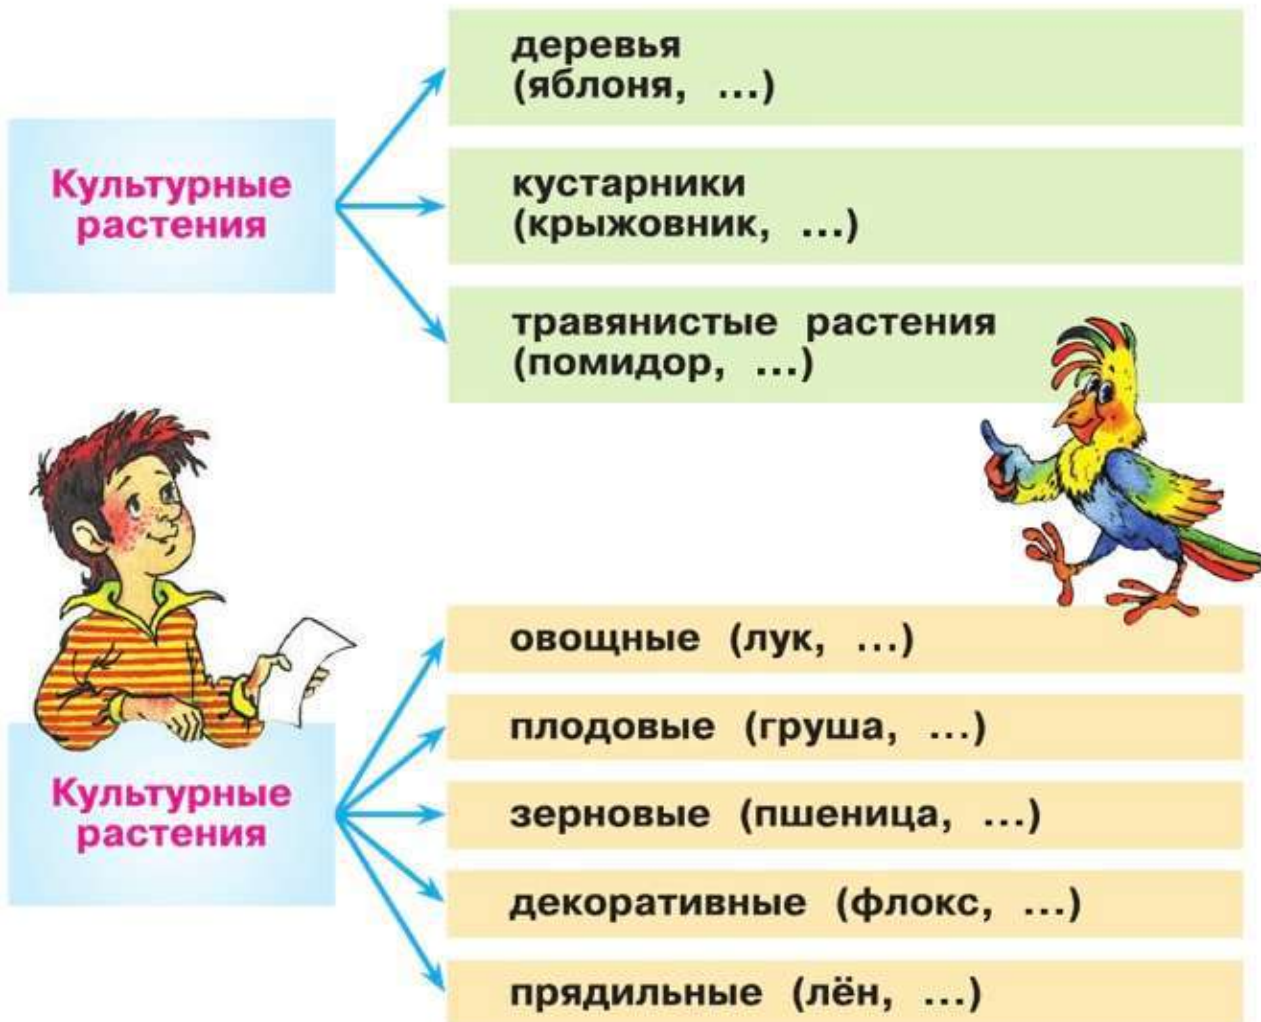 деревья
(яблоня, ...)
Культурные
растения
кустарники
(крыжовник, ...)
травянистые растения
(помидор, ...)
овощные (лук, ...)
плодовые (груша, ...)
Культурные
растения
зерновые (пшеница, ...)
декоративные (флокс, ...)
прядильные (лён, ...)